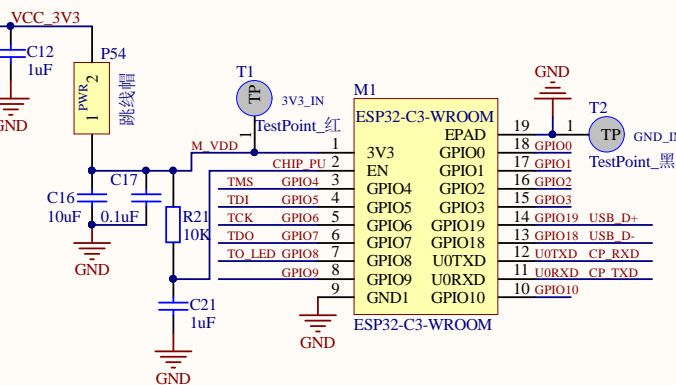 VCC_3V3
C12
1uF
GND
P54
PWR
2
1
跳线帽
T1
TP
3V3_IN
TestPoint_红
1
M_VDD
CHIP_PU
C16
10uF
C17
0.1uF
GND
R21
10K
C21
1uF
GND
M1
ESP32-C3-WROOM
1 3V3
2 EN
TMS GPIO4 3 GPIO4
TDI GPIO5 4 GPIO5
TCK GPIO6 5 GPIO6
TDO GPIO7 6 GPIO7
TO_LED GPIO8 7 GPIO8
GPIO9 8 GPIO9
9 GND1
GND
EPAD 19
GPIO0 18 GPIO0
GPIO1 17 GPIO1
GPIO2 16 GPIO2
GPIO3 15 GPIO3
GPIO19 14 GPIO19 USB_D+
GPIO18 13 GPIO18 USB_D-
U0TXD 12 U0TXD CP_RXD
U0RXD 11 U0RXD CP_TXD
GPIO10 10 GPIO10
ESP32-C3-WROOM
GND
1
T2
TP
TestPoint_黑